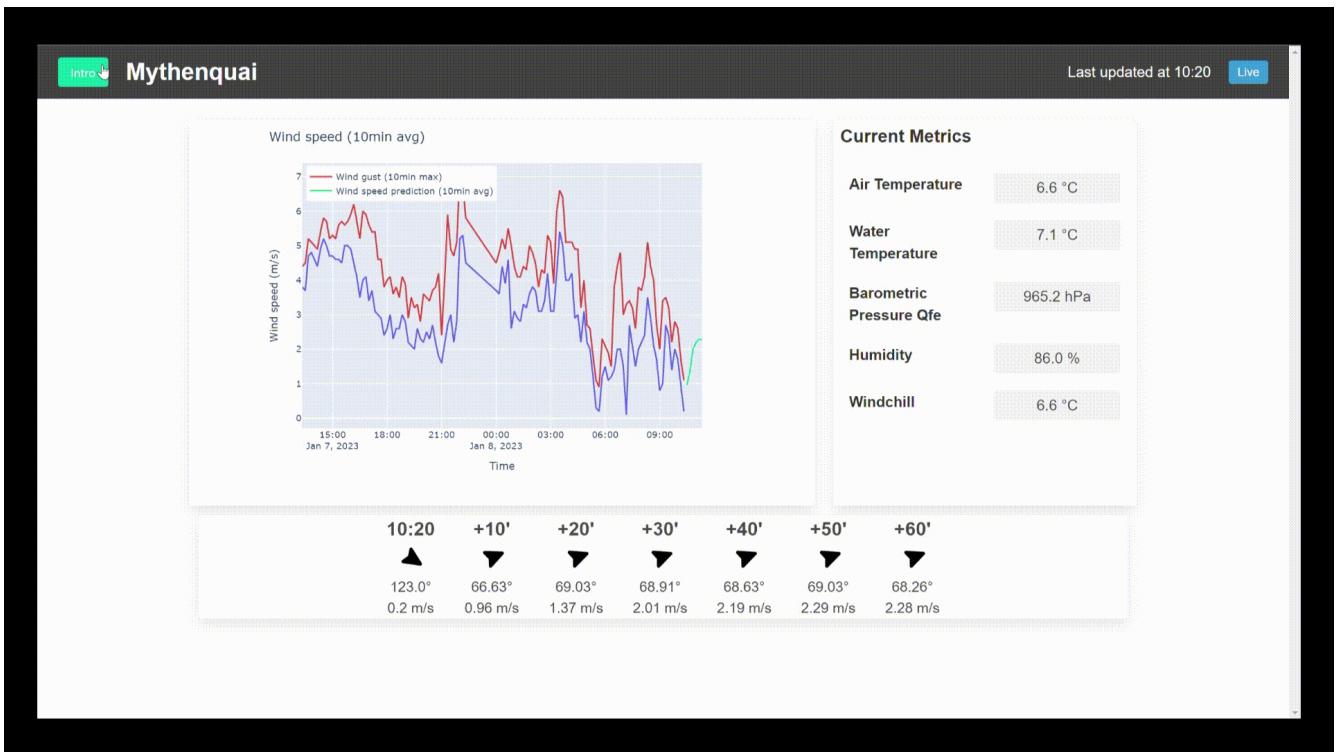 Intro
Mythenquai
Last updated at 10:20
Live
Wind speed (10min avg)
Wind gust (10min max)
Wind speed prediction (10min avg)
Wind speed (m/s)
7
6
5
4
3
2
1
0
15:00 18:00 21:00 00:00 03:00 06:00 09:00
Jan 7, 2023 Jan 8, 2023
Time
Current Metrics
Air Temperature 6.6 °C
Water 7.1 °C
Temperature
Barometric 965.2 hPa
Pressure Qfe
Humidity 86.0 %
Windchill 6.6 °C
10:20 +10' +20' +30' +40' +50' +60'
123.0° 66.63° 69.03° 68.91° 68.63° 69.03° 68.26°
0.2 m/s 0.96 m/s 1.37 m/s 2.01 m/s 2.19 m/s 2.29 m/s 2.28 m/s